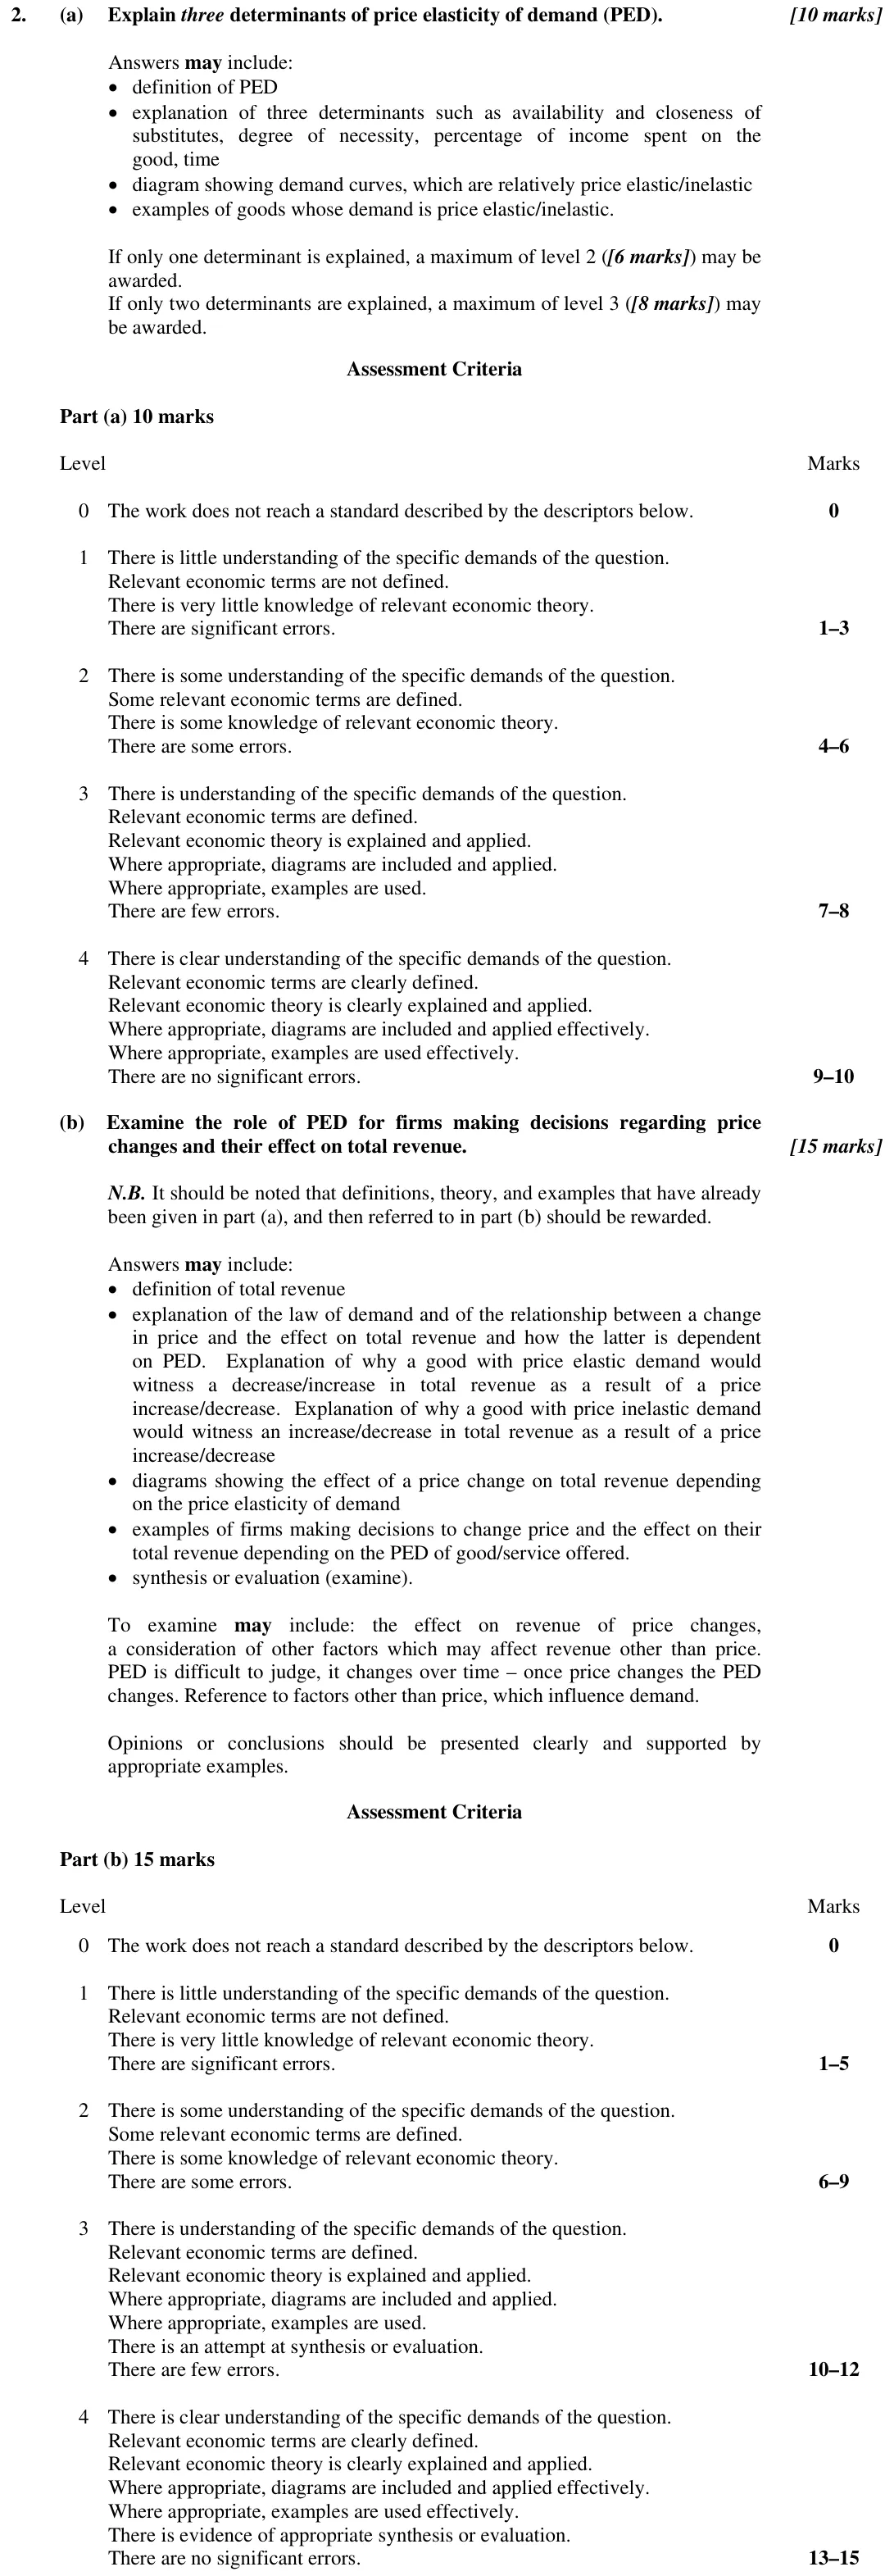 2. (a) Explain three determinants of price elasticity of demand (PED). [10 marks]
Answers may include:
• definition of PED
• explanation of three determinants such as availability and closeness of
substitutes, degree of necessity, percentage of income spent on the
good, time
• diagram showing demand curves, which are relatively price elastic/inelastic
• examples of goods whose demand is price elastic/inelastic.
If only one determinant is explained, a maximum of level 2 ([6 marks]) may be
awarded.
If only two determinants are explained, a maximum of level 3 ([8 marks]) may
be awarded.
Assessment Criteria
Part (a) 10 marks
Level Marks
0 The work does not reach a standard described by the descriptors below. 0
1 There is little understanding of the specific demands of the question.
Relevant economic terms are not defined.
There is very little knowledge of relevant economic theory.
There are significant errors. 1–3
2 There is some understanding of the specific demands of the question.
Some relevant economic terms are defined.
There is some knowledge of relevant economic theory.
There are some errors. 4–6
3 There is understanding of the specific demands of the question.
Relevant economic terms are defined.
Relevant economic theory is explained and applied.
Where appropriate, diagrams are included and applied.
Where appropriate, examples are used.
There are few errors. 7–8
4 There is clear understanding of the specific demands of the question.
Relevant economic terms are clearly defined.
Relevant economic theory is clearly explained and applied.
Where appropriate, diagrams are included and applied effectively.
Where appropriate, examples are used effectively.
There are no significant errors. 9–10
(b) Examine the role of PED for firms making decisions regarding price
changes and their effect on total revenue. [15 marks]
N.B. It should be noted that definitions, theory, and examples that have already
been given in part (a), and then referred to in part (b) should be rewarded.
Answers may include:
• definition of total revenue
• explanation of the law of demand and of the relationship between a change
in price and the effect on total revenue and how the latter is dependent
on PED. Explanation of why a good with price elastic demand would
witness a decrease/increase in total revenue as a result of a price
increase/decrease. Explanation of why a good with price inelastic demand
would witness an increase/decrease in total revenue as a result of a price
increase/decrease
• diagrams showing the effect of a price change on total revenue depending
on the price elasticity of demand
• examples of firms making decisions to change price and the effect on their
total revenue depending on the PED of good/service offered.
• synthesis or evaluation (examine).
To examine may include: the effect on revenue of price changes,
a consideration of other factors which may affect revenue other than price.
PED is difficult to judge, it changes over time – once price changes the PED
changes. Reference to factors other than price, which influence demand.
Opinions or conclusions should be presented clearly and supported by
appropriate examples.
Assessment Criteria
Part (b) 15 marks
Level Marks
0 The work does not reach a standard described by the descriptors below. 0
1 There is little understanding of the specific demands of the question.
Relevant economic terms are not defined.
There is very little knowledge of relevant economic theory.
There are significant errors. 1–5
2 There is some understanding of the specific demands of the question.
Some relevant economic terms are defined.
There is some knowledge of relevant economic theory.
There are some errors. 6–9
3 There is understanding of the specific demands of the question.
Relevant economic terms are defined.
Relevant economic theory is explained and applied.
Where appropriate, diagrams are included and applied.
Where appropriate, examples are used.
There is an attempt at synthesis or evaluation.
There are few errors. 10–12
4 There is clear understanding of the specific demands of the question.
Relevant economic terms are clearly defined.
Relevant economic theory is clearly explained and applied.
Where appropriate, diagrams are included and applied effectively.
Where appropriate, examples are used effectively.
There is evidence of appropriate synthesis or evaluation.
There are no significant errors. 13–15